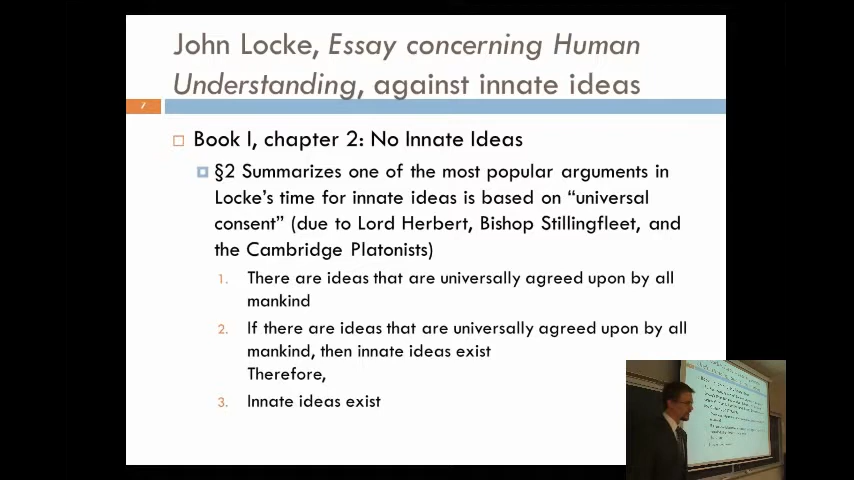 John Locke, Essay concerning Human
Understanding, against innate ideas
7
Book I, chapter 2: No Innate Ideas
§2 Summarizes one of the most popular arguments in
Locke's time for innate ideas is based on “universal
consent” (due to Lord Herbert, Bishop Stillingfleet, and
the Cambridge Platonists)
1. There are ideas that are universally agreed upon by all
mankind
2. If there are ideas that are universally agreed upon by all
mankind, then innate ideas exist
Therefore,
3. Innate ideas exist